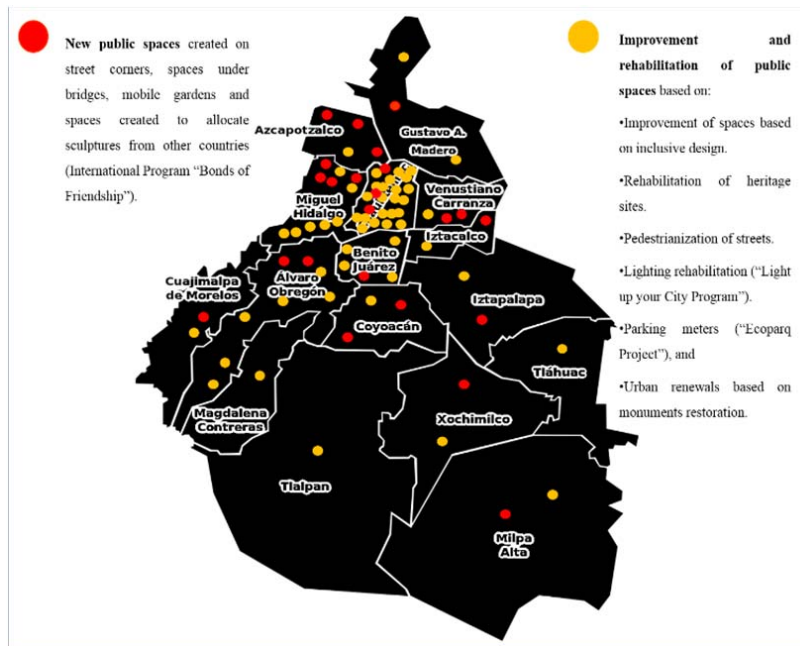 New public spaces created on
street corners, spaces under
bridges, mobile gardens and
spaces created to allocate
sculptures from other countries
(International Program “Bonds of
Friendship”).
Improvement and
rehabilitation of public
spaces based on:
•Improvement of spaces based
on inclusive design.
•Rehabilitation of heritage
sites.
•Pedestrianization of streets.
•Lighting rehabilitation (“Light
up your City Program”).
•Parking meters (“Ecoparq
Project”), and
•Urban renewals based on
monuments restoration.
Azcapotzalco
Gustavo A.
Madero
Miguel
Hidalgo
Venustiano
Carranza
Iztacalco
Benito
Juárez
Cuajimalpa
de Morelos
Álvaro
Obregón
Iztapalapa
Coyoacán
Tláhuac
Magdalena
Contreras
Xochimilco
Tlalpan
Milpa
Alta